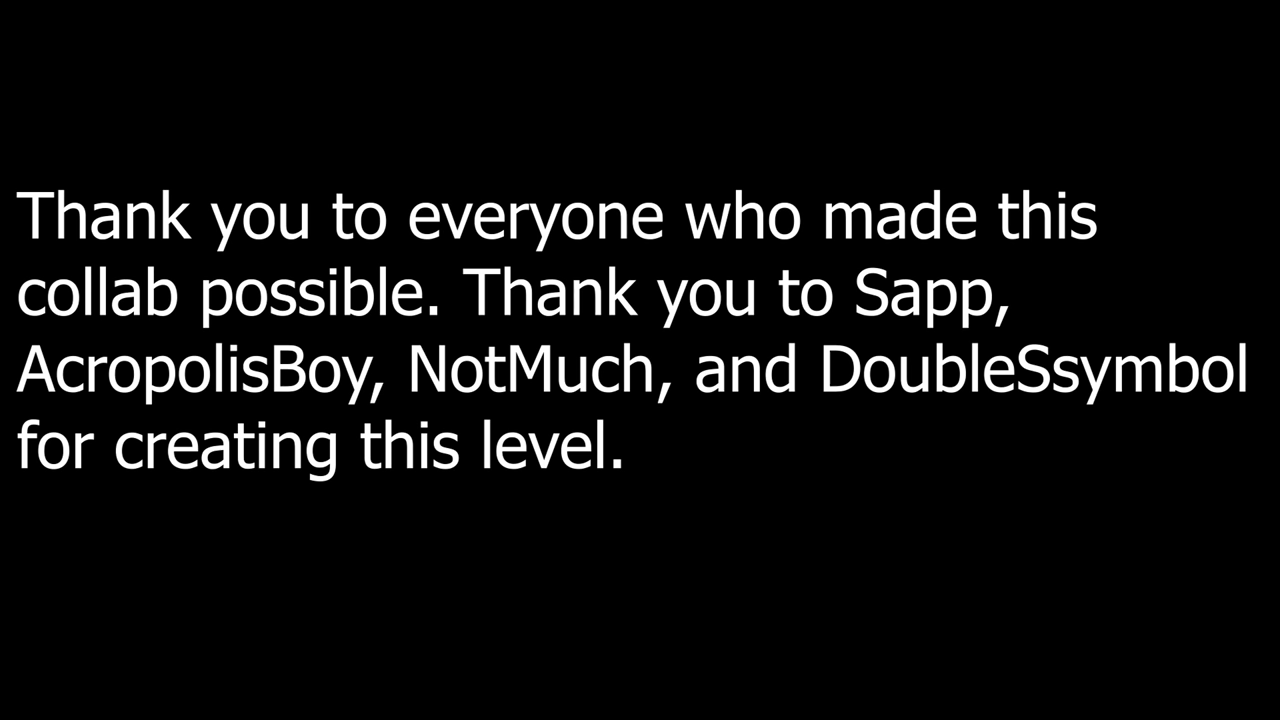 Thank you to everyone who made this
collab possible. Thank you to Sapp,
AcropolisBoy, NotMuch, and DoubleSsymbol
for creating this level.